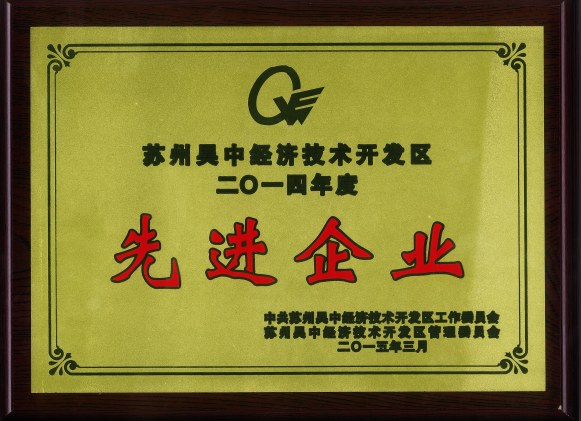 苏州吴中经济技术开发区
二〇一四年度
先进企业
中共苏州吴中经济技术开发区工作委员会
苏州吴中经济技术开发区管理委员会
二〇一五年三月